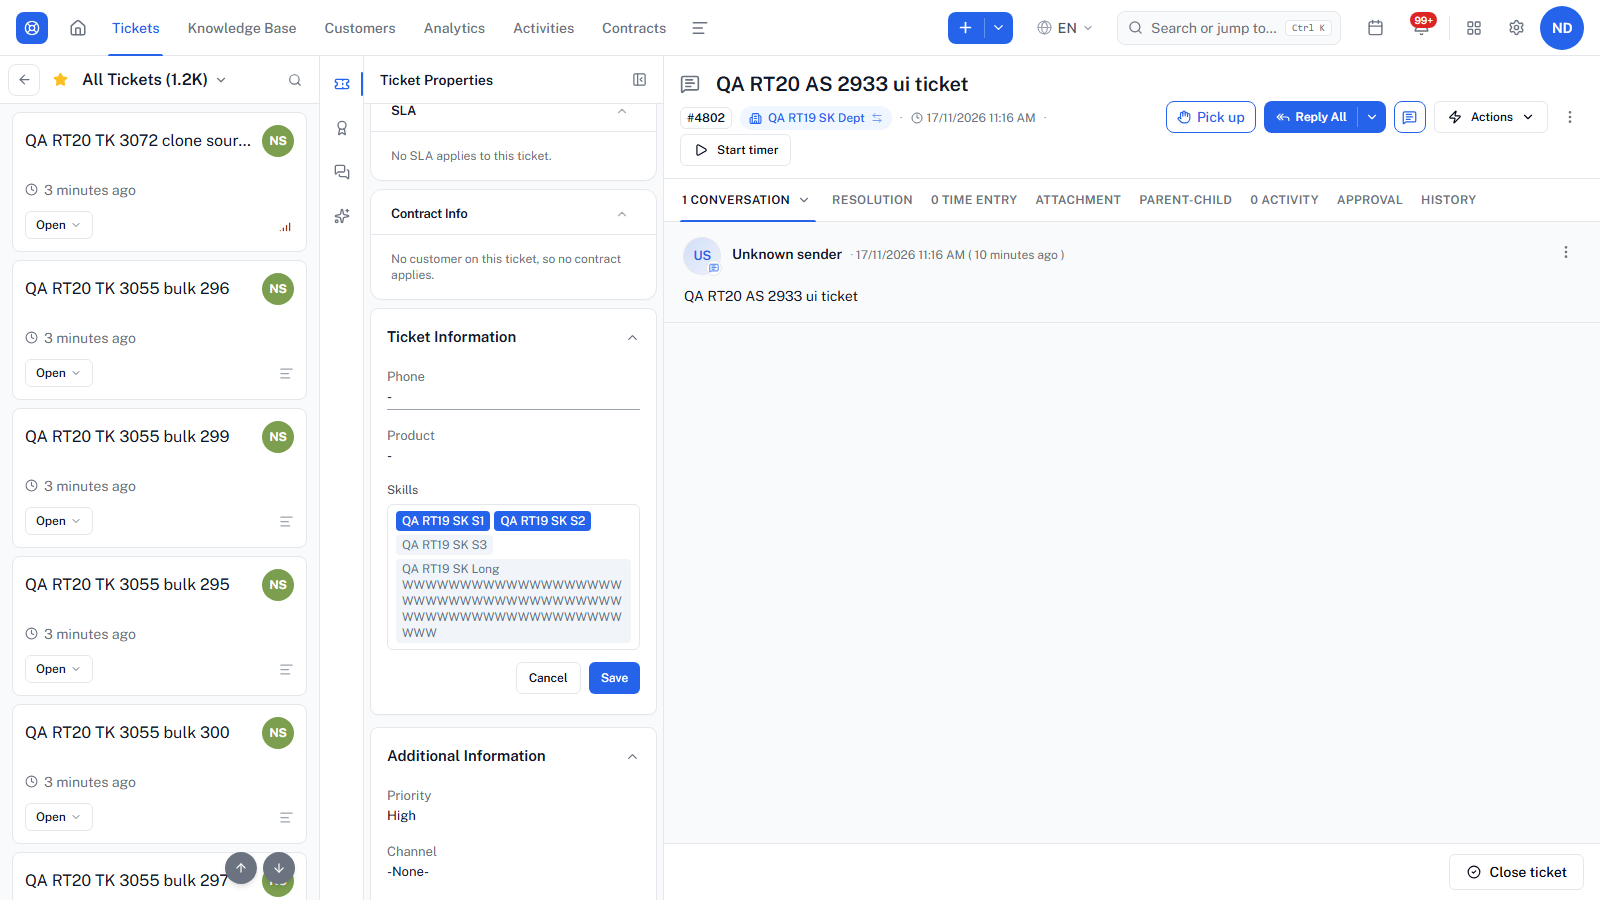 Tickets
Knowledge Base
Customers
Analytics
Activities
Contracts
EN
Search or jump to...
Ctrl K
99+
ND
All Tickets (1.2K)
QA RT20 TK 3072 clone sour...
NS
3 minutes ago
Open
QA RT20 TK 3055 bulk 296
NS
3 minutes ago
Open
QA RT20 TK 3055 bulk 299
NS
3 minutes ago
Open
QA RT20 TK 3055 bulk 295
NS
3 minutes ago
Open
QA RT20 TK 3055 bulk 300
NS
3 minutes ago
Open
QA RT20 TK 3055 bulk 297
Ticket Properties
SLA
No SLA applies to this ticket.
Contract Info
No customer on this ticket, so no contract
applies.
Ticket Information
Phone
-
Product
-
Skills
QA RT19 SK S1
QA RT19 SK S2
QA RT19 SK S3
QA RT19 SK Long
WWWWWWWWWWWWWWWWWWW
WWWWWWWWWWWWWWWWWWW
WWWWWWWWWWWWWWWWWWW
WWW
Cancel
Save
Additional Information
Priority
High
Channel
-None-
QA RT20 AS 2933 ui ticket
#4802
QA RT19 SK Dept
· 17/11/2026 11:16 AM ·
Pick up
Reply All
Actions
Start timer
1 CONVERSATION
RESOLUTION
0 TIME ENTRY
ATTACHMENT
PARENT-CHILD
0 ACTIVITY
APPROVAL
HISTORY
US
Unknown sender · 17/11/2026 11:16 AM ( 10 minutes ago )
QA RT20 AS 2933 ui ticket
Close ticket